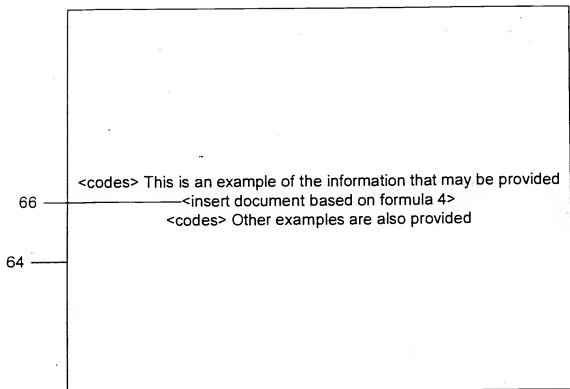 <codes> This is an example of the information that may be provided
66 <insert document based on formula 4>
<codes> Other examples are also provided
64